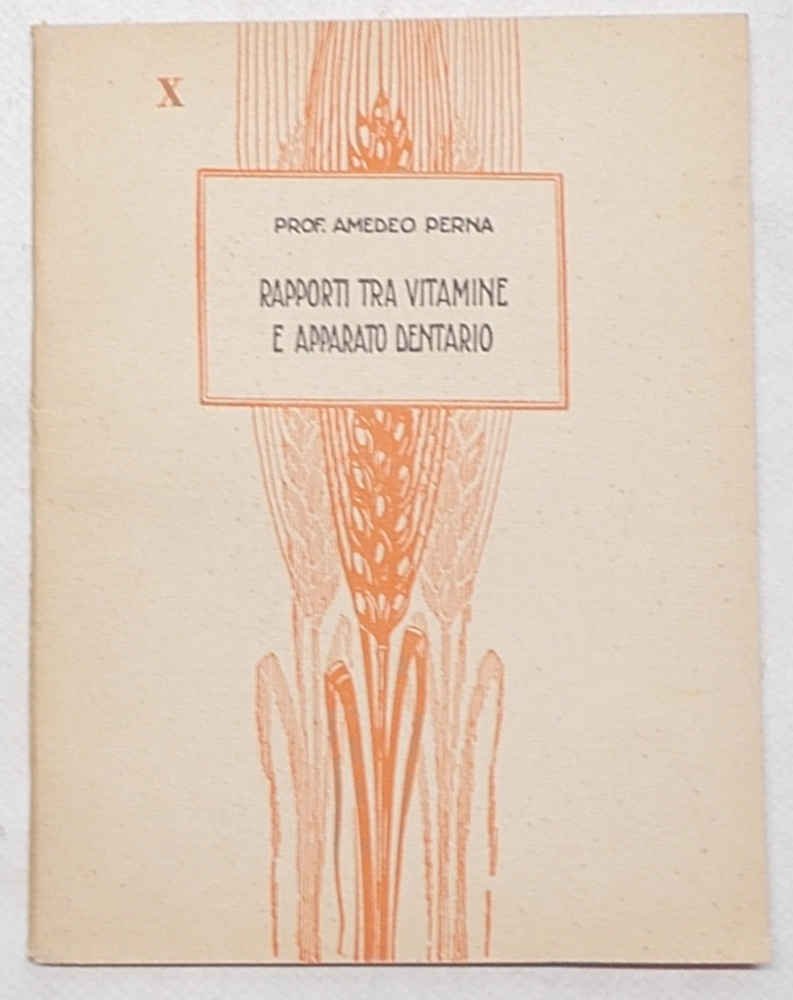 X
PROF. AMEDEO PERNA
RAPPORTI TRA VITAMINE
E APPARATO DENTARIO